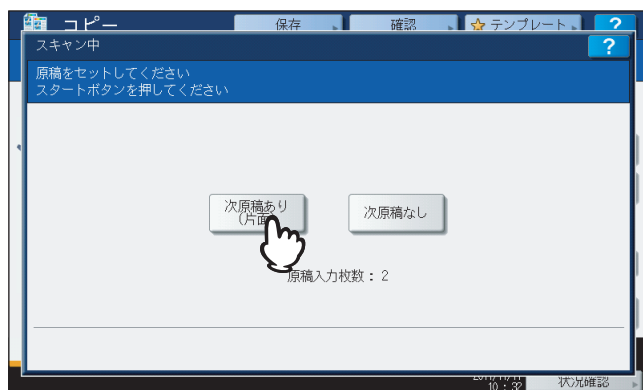 コピー
保存
確認
テンプレート
?
スキャン中
?
原稿をセットしてください
スタートボタンを押してください
次原稿あり
(片面
次原稿なし
原稿入力枚数: 2
10:32
状況確認